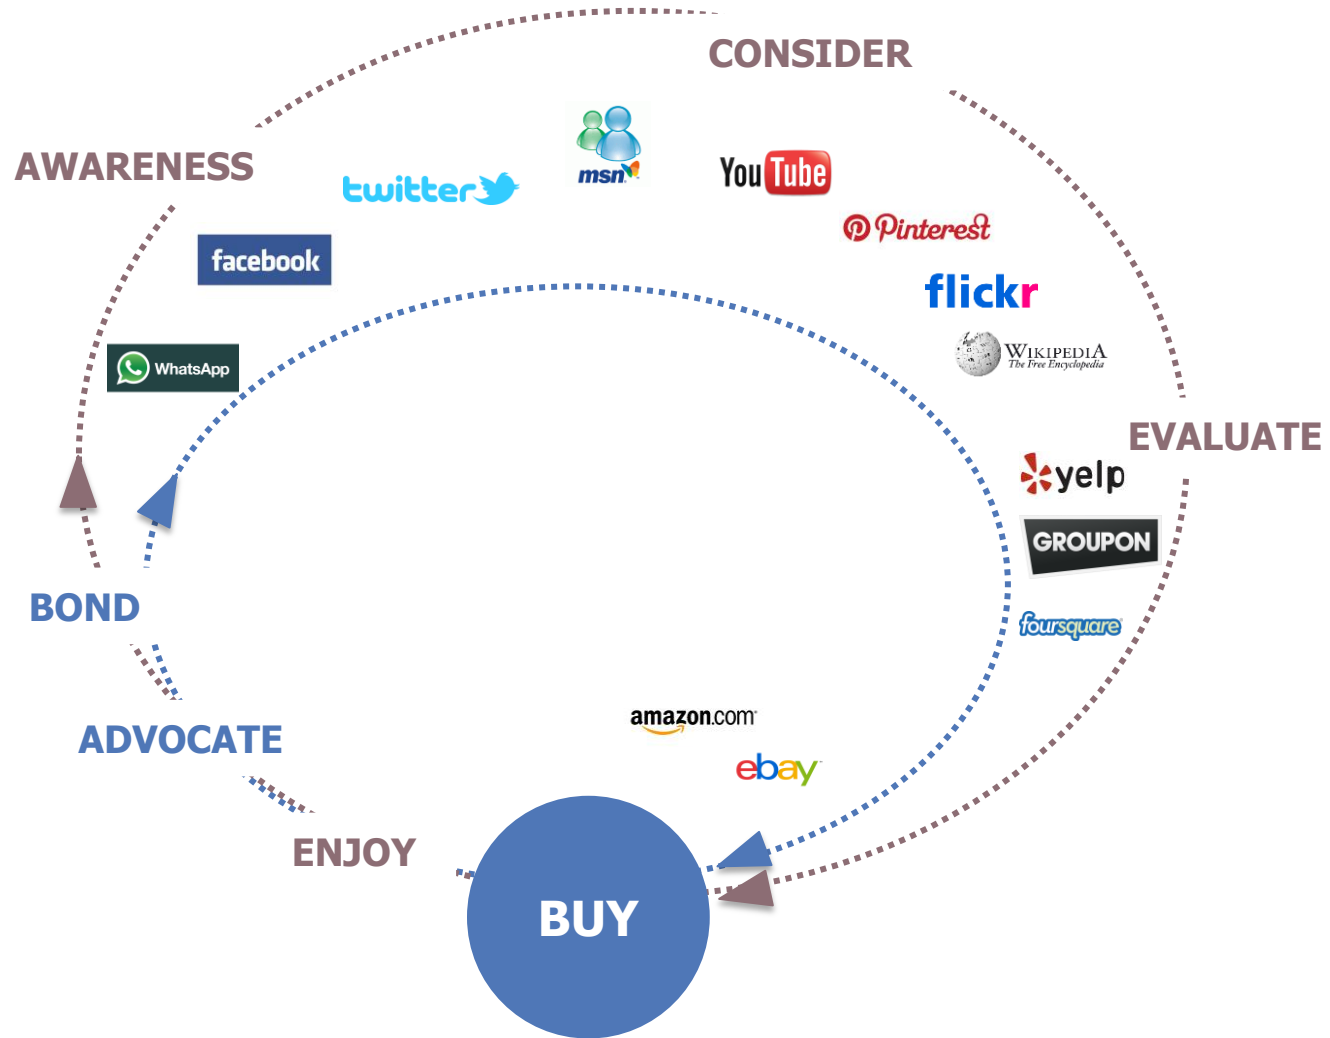 CONSIDER
AWARENESS
twitter
msn
YouTube
Pinterest
facebook
flickr
WIKIPEDIA
The Free Encyclopedia
WhatsApp
EVALUATE
yelp
GROUPON
BOND
foursquare
amazon.com
ADVOCATE
ebay
ENJOY
BUY